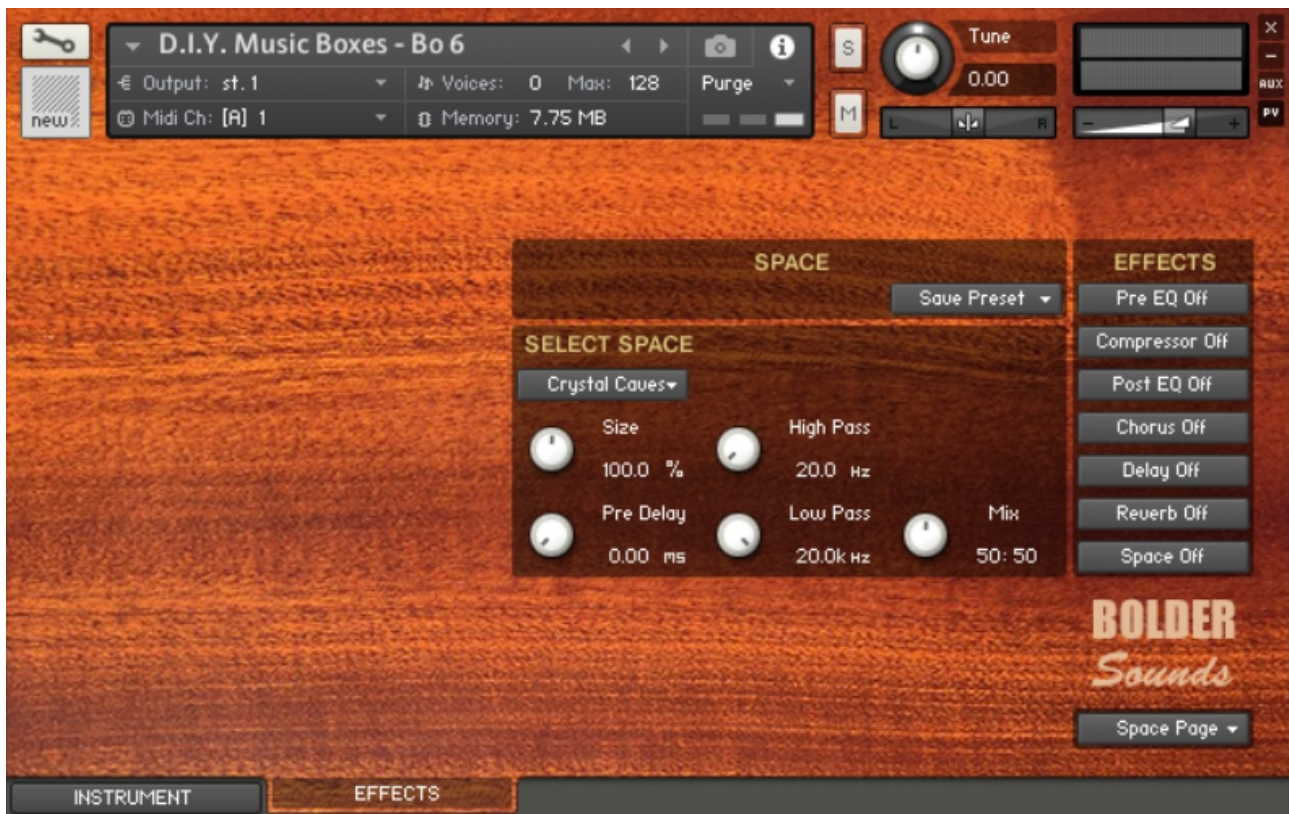 D.I.Y. Music Boxes - Bo 6
Output: st.1
Voices: 0 Max: 128
Purge
new
Midi Ch: [A] 1
Memory: 7.75 MB
S
M
Tune
0.00
L
R
-
+
x
-
AUX
PV
SPACE
Save Preset
SELECT SPACE
Crystal Caves
Size
100.0 %
High Pass
20.0 Hz
Pre Delay
0.00 ms
Low Pass
20.0k Hz
Mix
50:50
EFFECTS
Pre EQ Off
Compressor Off
Post EQ Off
Chorus Off
Delay Off
Reverb Off
Space Off
BOLDER
Sounds
Space Page
INSTRUMENT
EFFECTS